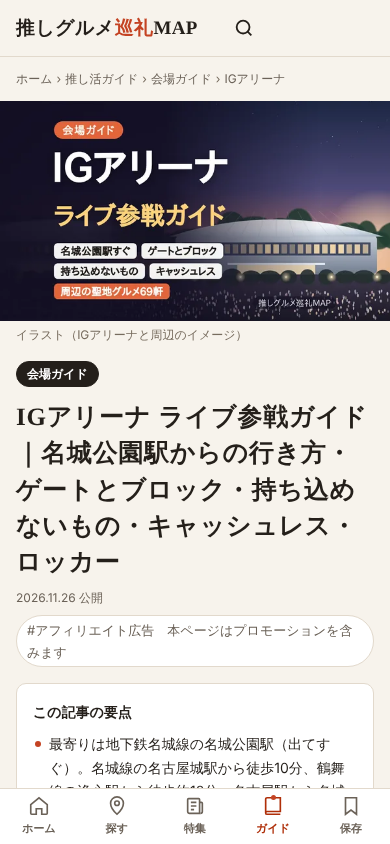 推しグルメ巡礼MAP
ホーム › 推し活ガイド › 会場ガイド › IGアリーナ
会場ガイド
IGアリーナ
ライブ参戦ガイド
名城公園駅すぐ ゲートとブロック
持ち込めないもの キャッシュレス
周辺の聖地グルメ69軒
推しグルメ巡礼MAP
イラスト（IGアリーナと周辺のイメージ）
会場ガイド
IGアリーナ ライブ参戦ガイド
｜名城公園駅からの行き方・
ゲートとブロック・持ち込め
ないもの・キャッシュレス・
ロッカー
2026.11.26 公開
#アフィリエイト広告　本ページはプロモーションを含
みます
この記事の要点
最寄りは地下鉄名城線の名城公園駅（出てす
ぐ）。名城線の名古屋城駅から徒歩10分、鶴舞
ホーム 探す 特集 ガイド 保存